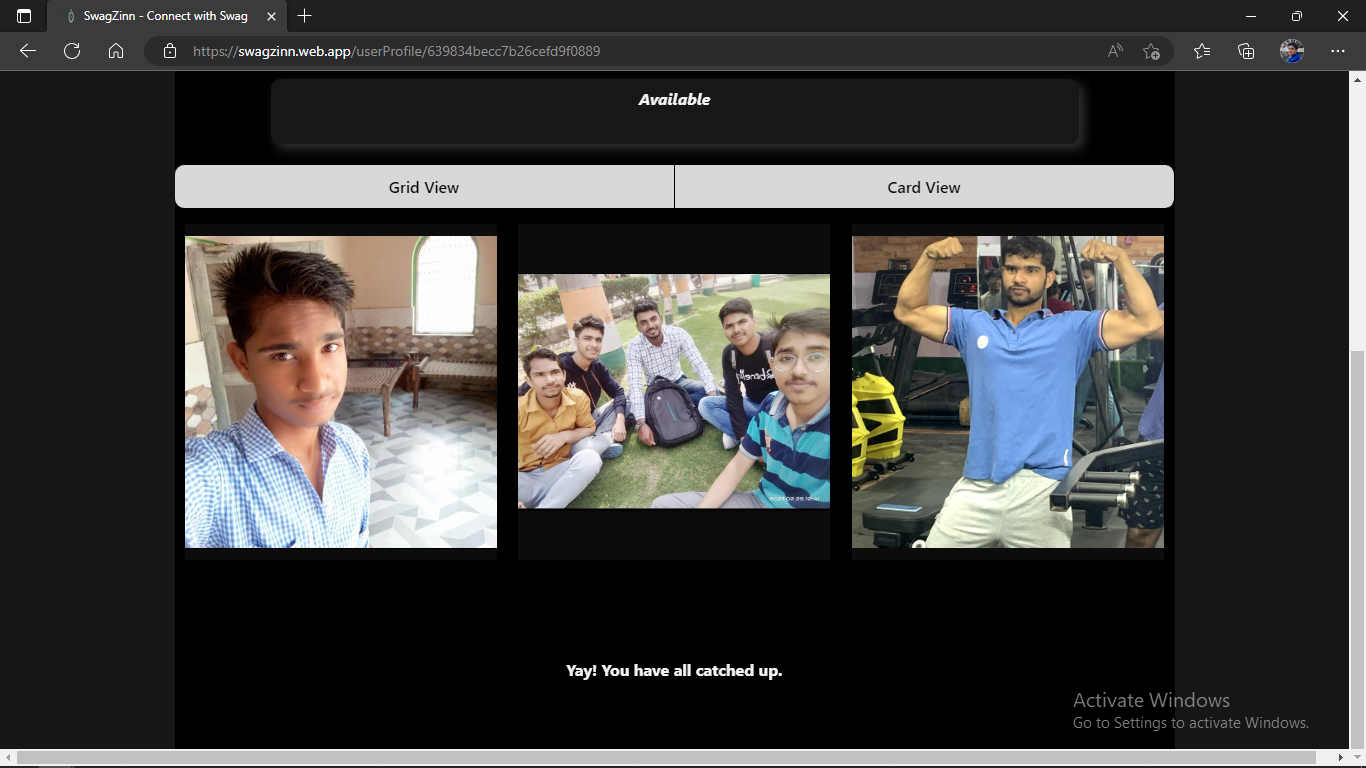 SwagZinn - Connect with Swag
https://swagzinn.web.app/userProfile/639834becc7b26cefd9f0889
Available
Grid View
Card View
Yay! You have all catched up.
Activate Windows
Go to Settings to activate Windows.